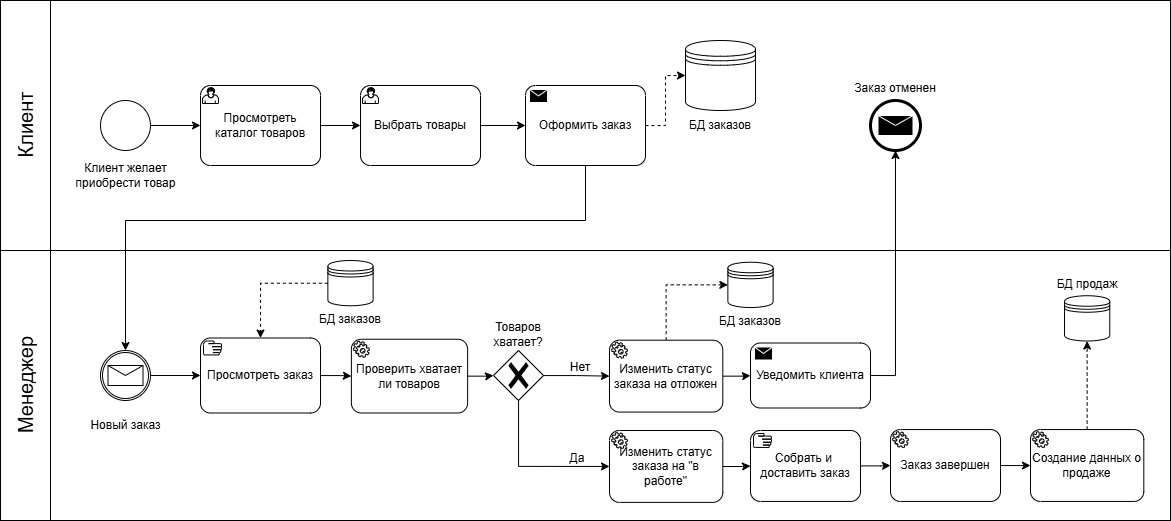 Клиент
Клиент желает
приобрести товар
Просмотреть
каталог товаров
Выбрать товары
Оформить заказ
БД заказов
Заказ отменен
Менеджер
Новый заказ
БД заказов
Просмотреть заказ
Проверить хватает
ли товаров
Товаров
хватает?
Нет
Да
БД заказов
Изменить статус
заказа на отложен
Уведомить клиента
Изменить статус
заказа на "в
работе"
Собрать и
доставить заказ
Заказ завершен
БД продаж
Создание данных о
продаже